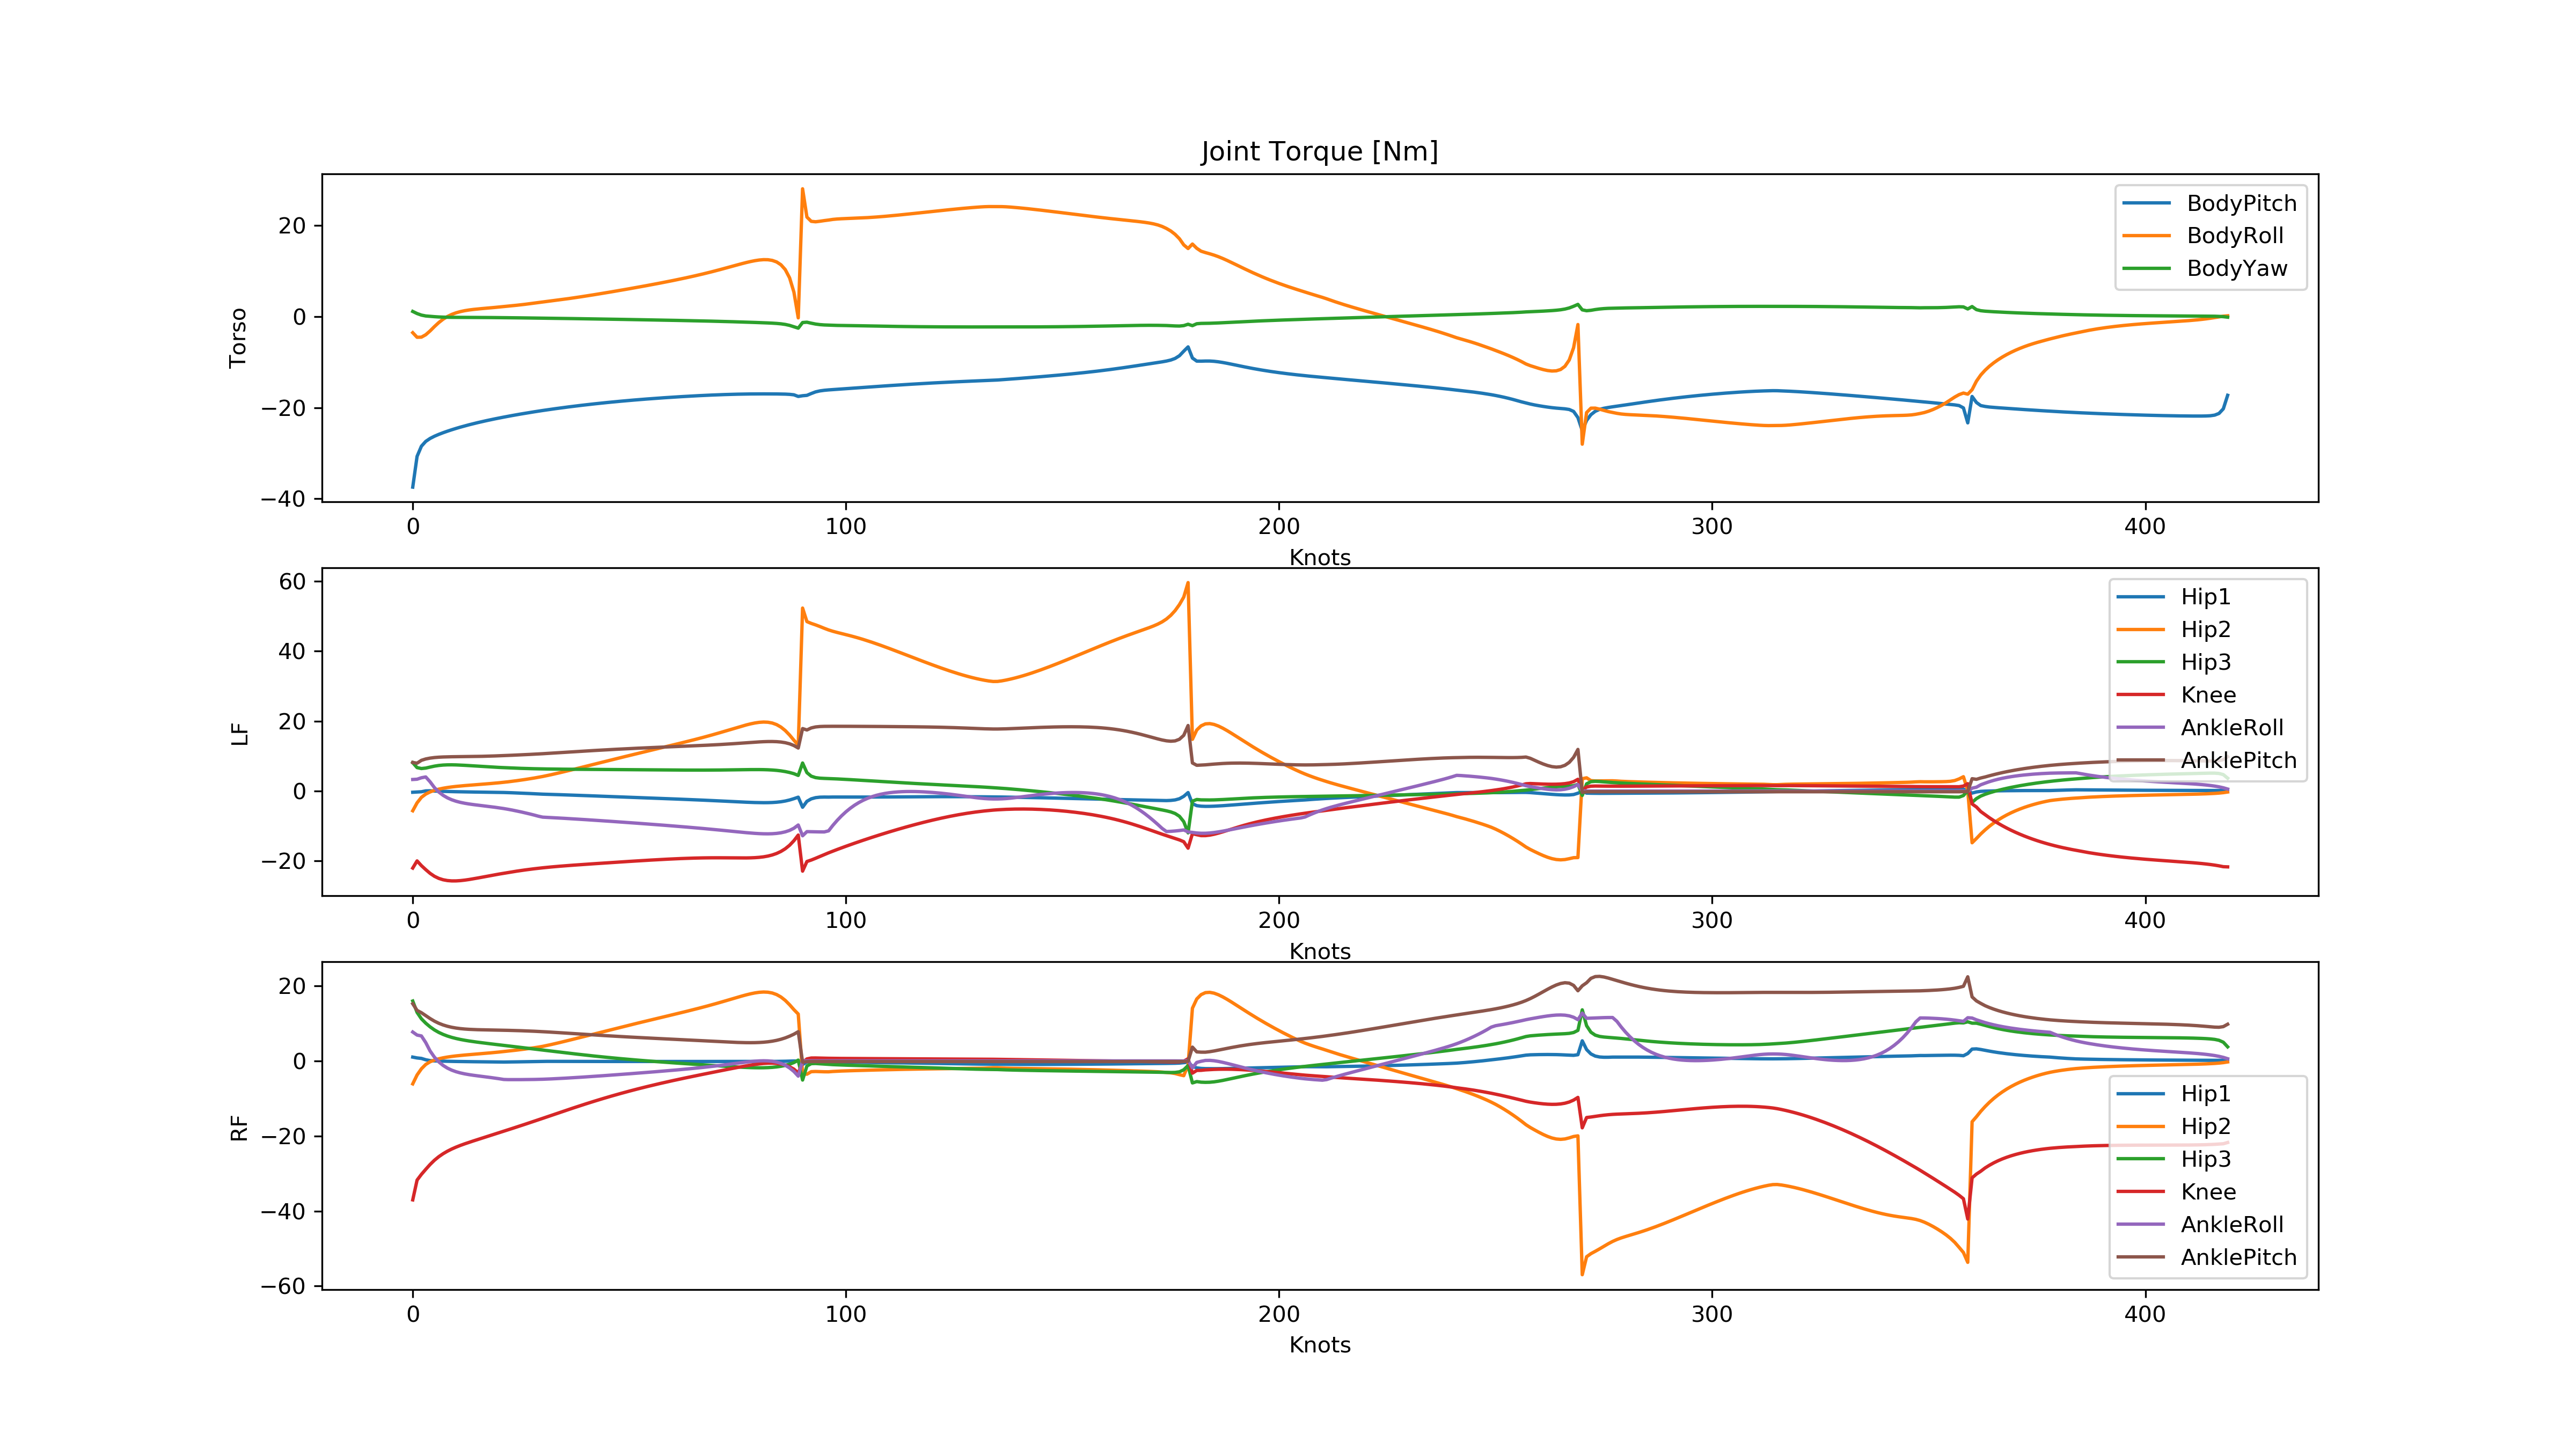 Joint Torque [Nm]
Torso
20
0
−20
−40
BodyPitch
BodyRoll
BodyYaw
0 100 200 300 400
Knots
LF
60
40
20
0
−20
Hip1
Hip2
Hip3
Knee
AnkleRoll
AnklePitch
0 100 200 300 400
Knots
RF
20
0
−20
−40
−60
Hip1
Hip2
Hip3
Knee
AnkleRoll
AnklePitch
0 100 200 300 400
Knots